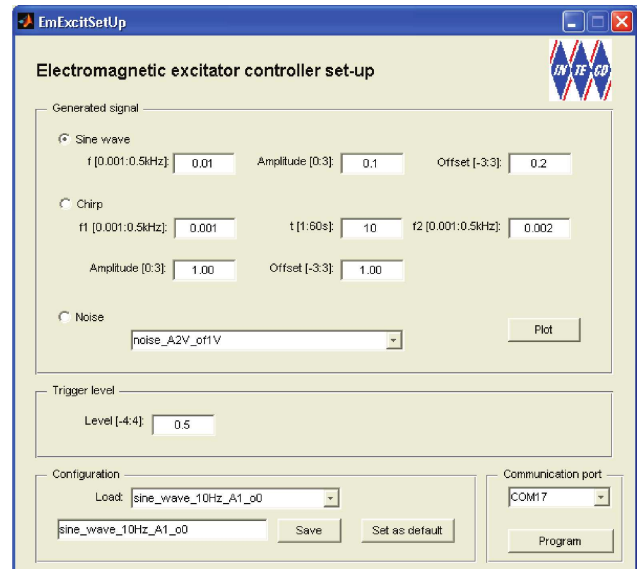 EmExcitSetUp
Electromagnetic excitator controller set-up
IN TE GO
Generated signal
Sine wave
f [0.001:0.5kHz]: 0.01 Amplitude [0:3]: 0.1 Offset [-3:3]: 0.2
Chirp
f1 [0.001:0.5kHz]: 0.001 t [1:60s]: 10 f2 [0.001:0.5kHz]: 0.002
Amplitude [0:3]: 1.00 Offset [-3:3]: 1.00
Noise
noise_A2V_of1V Plot
Trigger level
Level [-4:4]: 0.5
Configuration
Load: sine_wave_10Hz_A1_o0
sine_wave_10Hz_A1_o0 Save Set as default
Communication port
COM17
Program